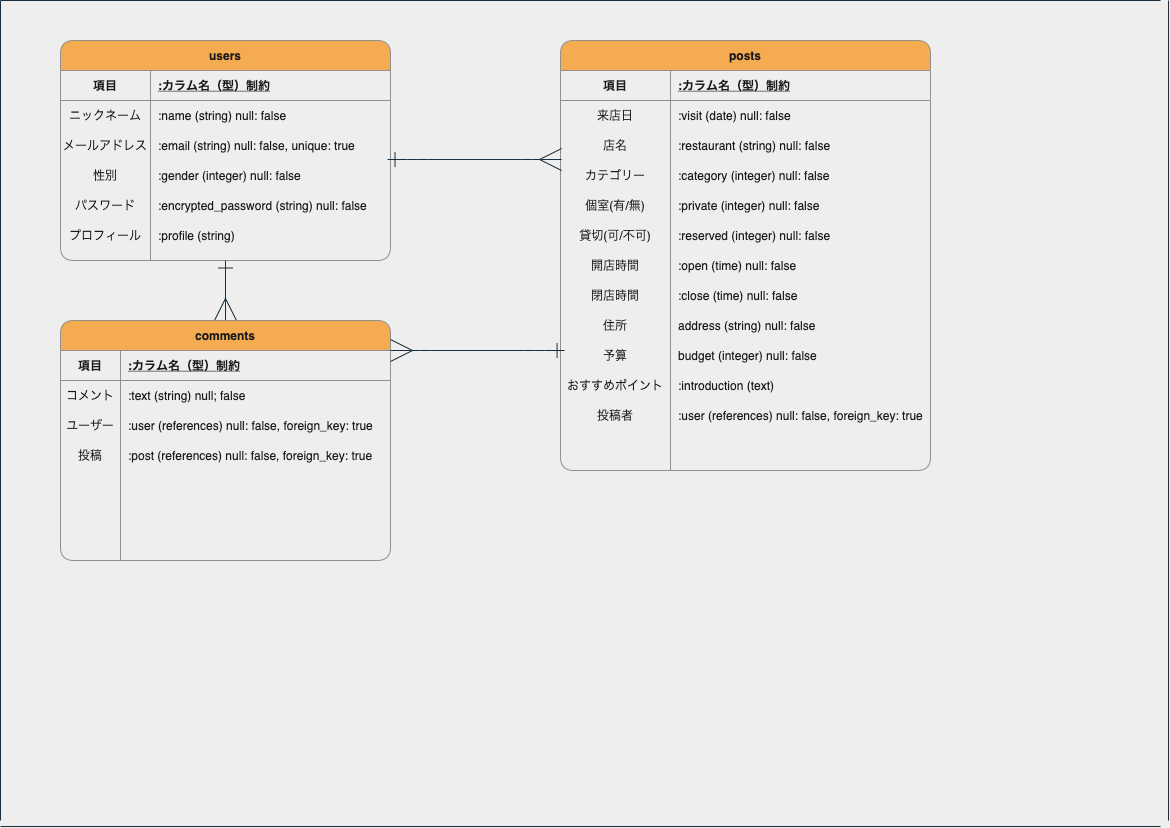 users
項目 :カラム名（型）制約
ニックネーム :name (string) null: false
メールアドレス :email (string) null: false, unique: true
性別 :gender (integer) null: false
パスワード :encrypted_password (string) null: false
プロフィール :profile (string)
posts
項目 :カラム名（型）制約
来店日 :visit (date) null: false
店名 :restaurant (string) null: false
カテゴリー :category (integer) null: false
個室(有/無) :private (integer) null: false
貸切(可/不可) :reserved (integer) null: false
開店時間 :open (time) null: false
閉店時間 :close (time) null: false
住所 address (string) null: false
予算 budget (integer) null: false
おすすめポイント :introduction (text)
投稿者 :user (references) null: false, foreign_key: true
comments
項目 :カラム名（型）制約
コメント :text (string) null; false
ユーザー :user (references) null: false, foreign_key: true
投稿 :post (references) null: false, foreign_key: true